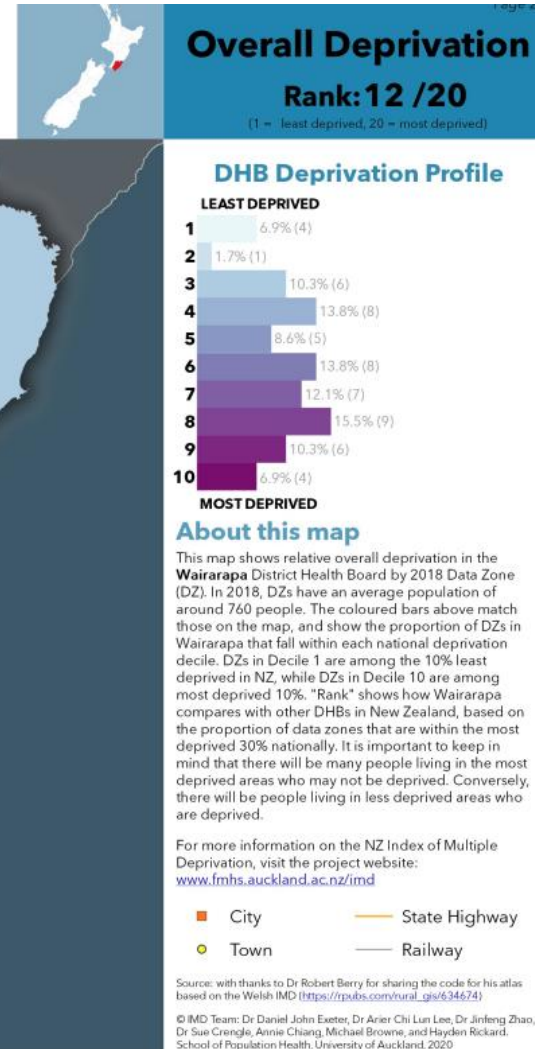 Overall Deprivation
Rank: 12 /20
(1 = least deprived, 20 = most deprived)
DHB Deprivation Profile
LEAST DEPRIVED
1 6.9% (4)
2 1.7% (1)
3 10.3% (6)
4 13.8% (8)
5 8.6% (5)
6 13.8% (8)
7 12.1% (7)
8 15.5% (9)
9 10.3% (6)
10 6.9% (4)
MOST DEPRIVED
About this map
This map shows relative overall deprivation in the
Wairarapa District Health Board by 2018 Data Zone
(DZ). In 2018, DZs have an average population of
around 760 people. The coloured bars above match
those on the map, and show the proportion of DZs in
Wairarapa that fall within each national deprivation
decile. DZs in Decile 1 are among the 10% least
deprived in NZ, while DZs in Decile 10 are among
most deprived 10%. "Rank" shows how Wairarapa
compares with other DHBs in New Zealand, based on
the proportion of data zones that are within the most
deprived 30% nationally. It is important to keep in
mind that there will be many people living in the most
deprived areas who may not be deprived. Conversely,
there will be people living in less deprived areas who
are deprived.
For more information on the NZ Index of Multiple
Deprivation, visit the project website:
www.fmhs.auckland.ac.nz/imd
City State Highway
Town Railway
Source: with thanks to Dr Robert Berry for sharing the code for his atlas
based on the Welsh IMD (https://rpubs.com/rural_gis/634674)
© IMD Team: Dr Daniel John Exeter, Dr Arier Chi Lun Lee, Dr Jinfeng Zhao,
Dr Sue Crengle, Annie Chiang, Michael Browne, and Hayden Rickard.
School of Population Health, University of Auckland, 2020